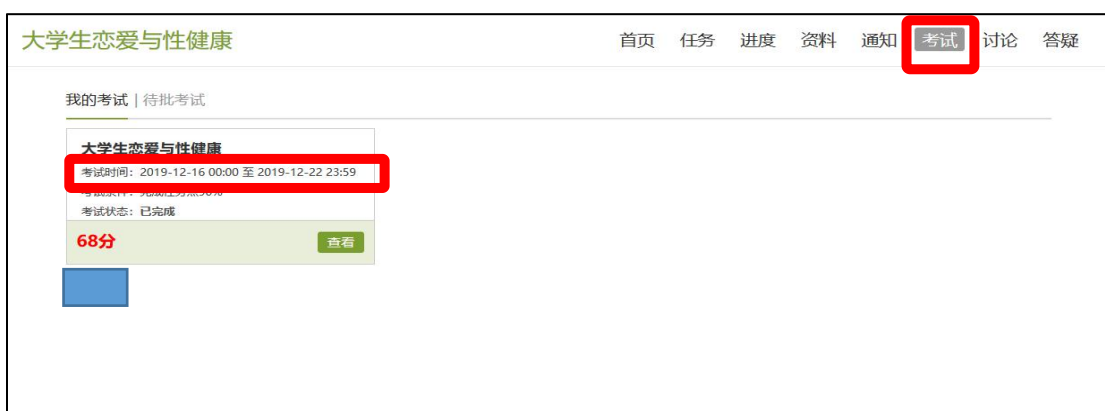 大学生恋爱与性健康
首页 任务 进度 资料 通知 考试 讨论 答疑
我的考试 | 待批考试
大学生恋爱与性健康
考试时间：2019-12-16 00:00 至 2019-12-22 23:59
考试状态：已完成
68分 查看